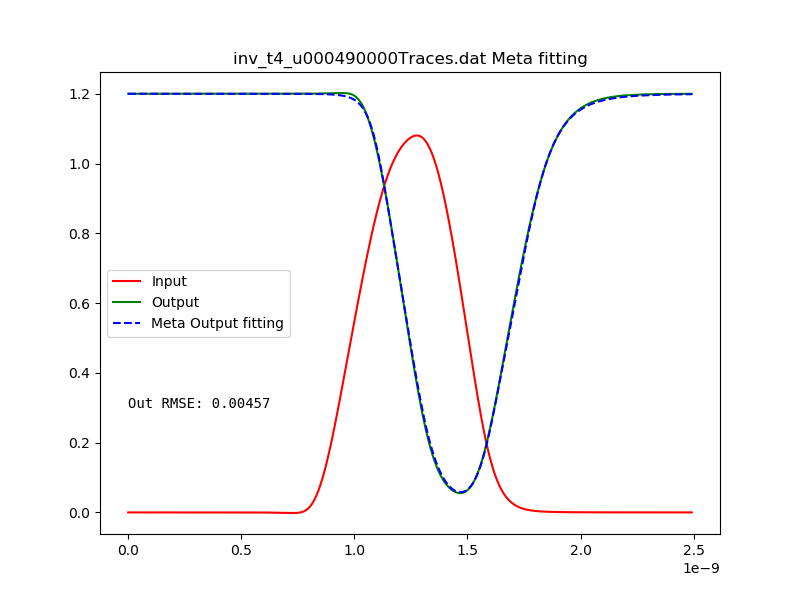 inv_t4_u000490000Traces.dat Meta fitting
1.2
1.0
0.8
0.6
0.4
0.2
0.0
Input
Output
Meta Output fitting
Out RMSE: 0.00457
0.0
0.5
1.0
1.5
2.0
2.5
1e−9